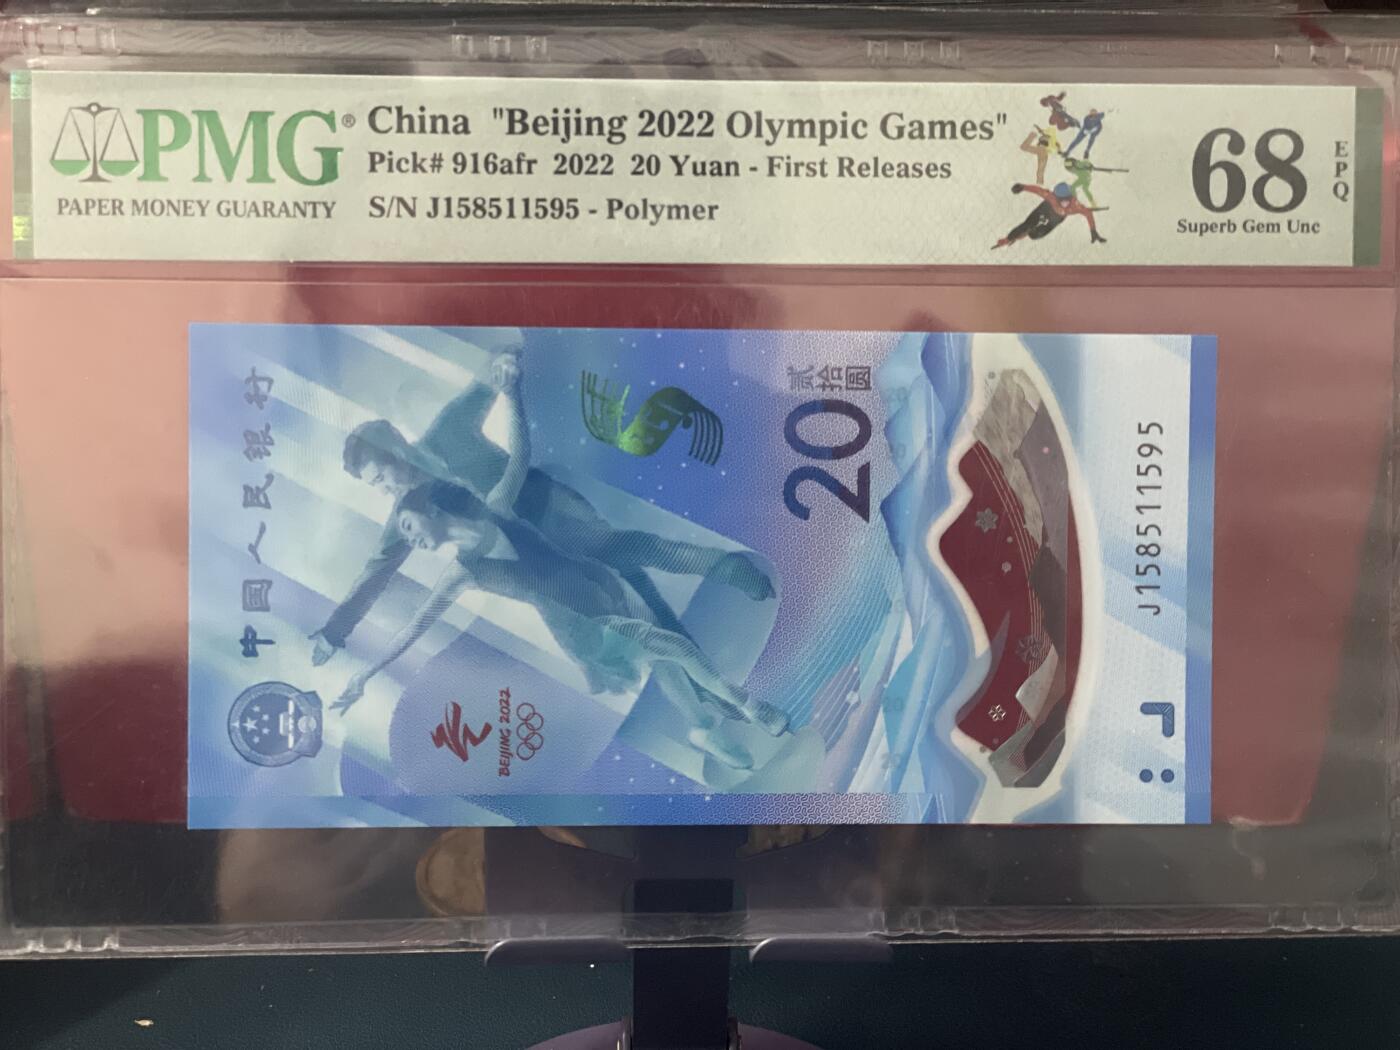 PMG®
PAPER MONEY GUARANTY
China "Beijing 2022 Olympic Games"
Pick# 916afr 2022 20 Yuan - First Releases
S/N J158511595 - Polymer
68
EPQ
Superb Gem Unc
中国人民银行
BEIJING 2022
贰拾圆
20
J158511595